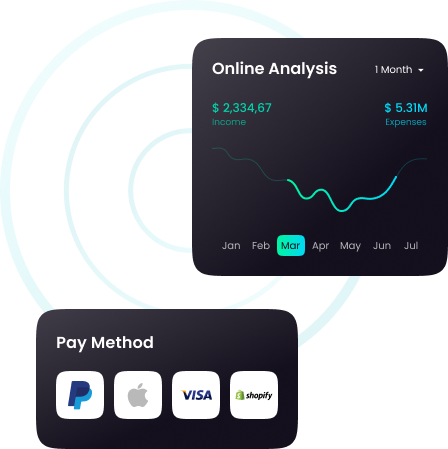 Online Analysis
1 Month
$ 2,334,67
$ 5.31M
Income
Expenses
Jan Feb Mar Apr May Jun Jul
Pay Method
VISA
shopify